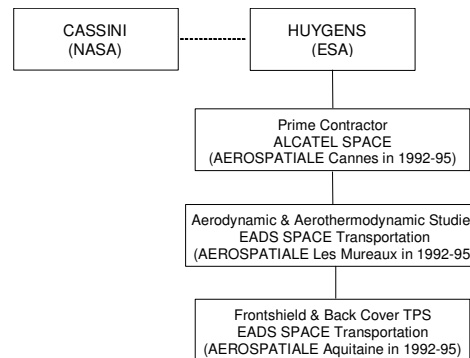 CASSINI
(NASA)
HUYGENS
(ESA)
Prime Contractor
ALCATEL SPACE
(AEROSPATIALE Cannes in 1992-95)
Aerodynamic & Aerothermodynamic Studie
EADS SPACE Transportation
(AEROSPATIALE Les Mureaux in 1992-95
Frontshield & Back Cover TPS
EADS SPACE Transportation
(AEROSPATIALE Aquitaine in 1992-95)